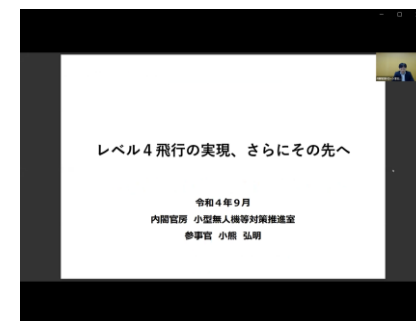 レベル４飛行の実現、さらにその先へ
令和４年９月
内閣官房 小型無人機等対策推進室
参事官 小熊 弘明